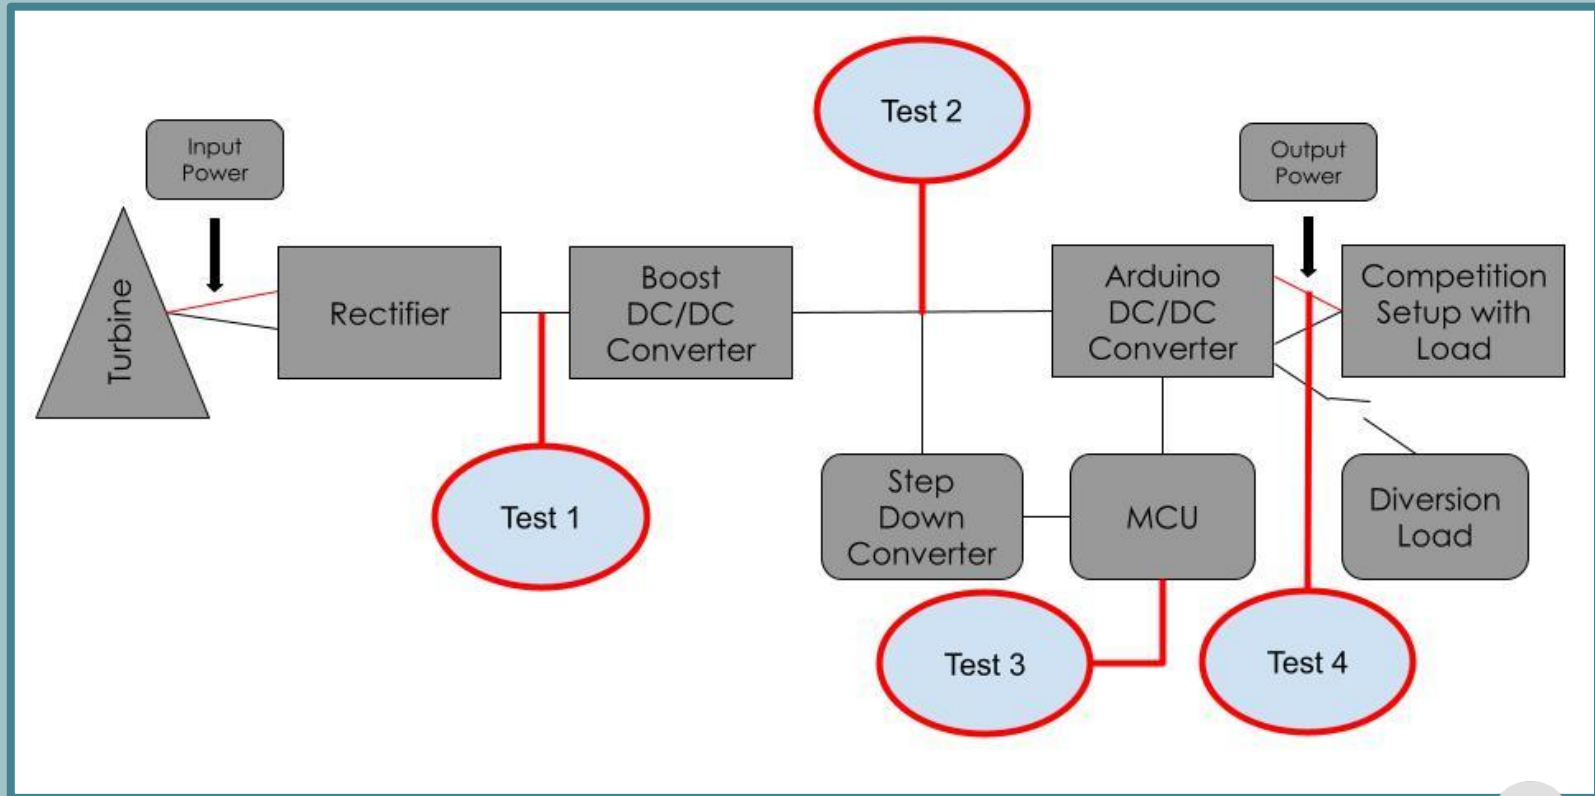 Test 2
Input
Power
Output
Power
Turbine
Rectifier
Boost
DC/DC
Converter
Arduino
DC/DC
Converter
Competition
Setup with
Load
Test 1
Step
Down
Converter
MCU
Diversion
Load
Test 3
Test 4